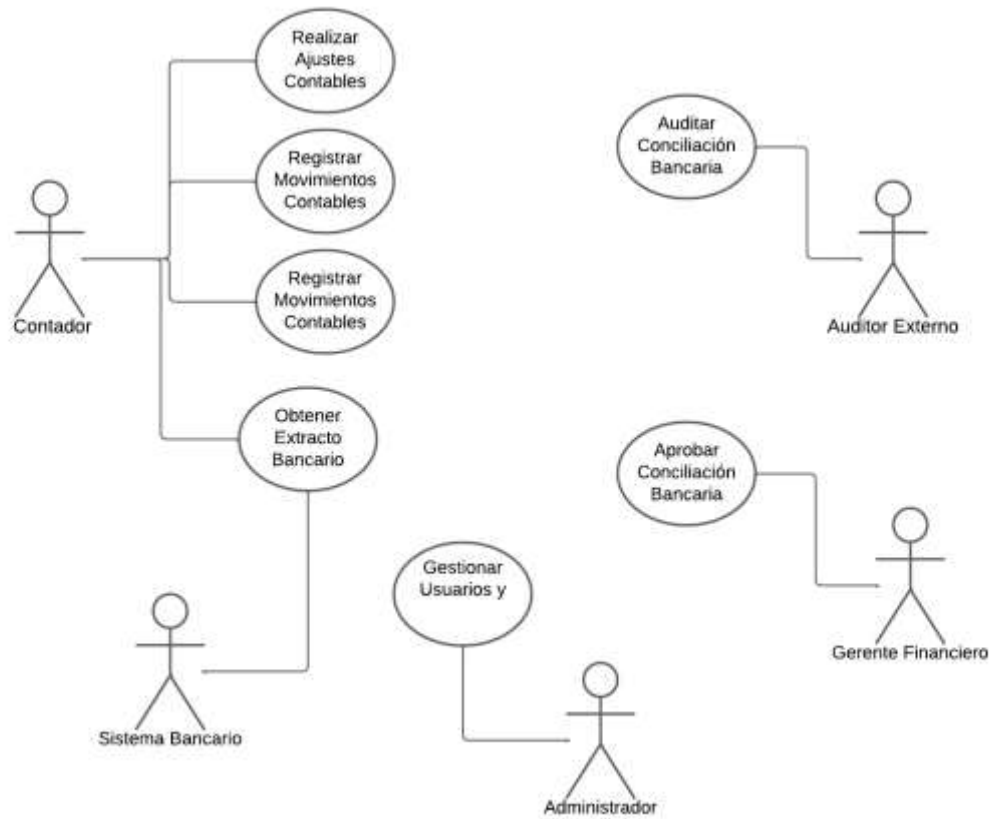 Realizar
Ajustes
Contables
Auditar
Conciliación
Bancaria
Registrar
Movimientos
Contables
Registrar
Movimientos
Contables
Contador
Auditor Externo
Obtener
Extracto
Bancario
Aprobar
Conciliación
Bancaria
Gestionar
Usuarios y
Gerente Financiero
Sistema Bancario
Administrador